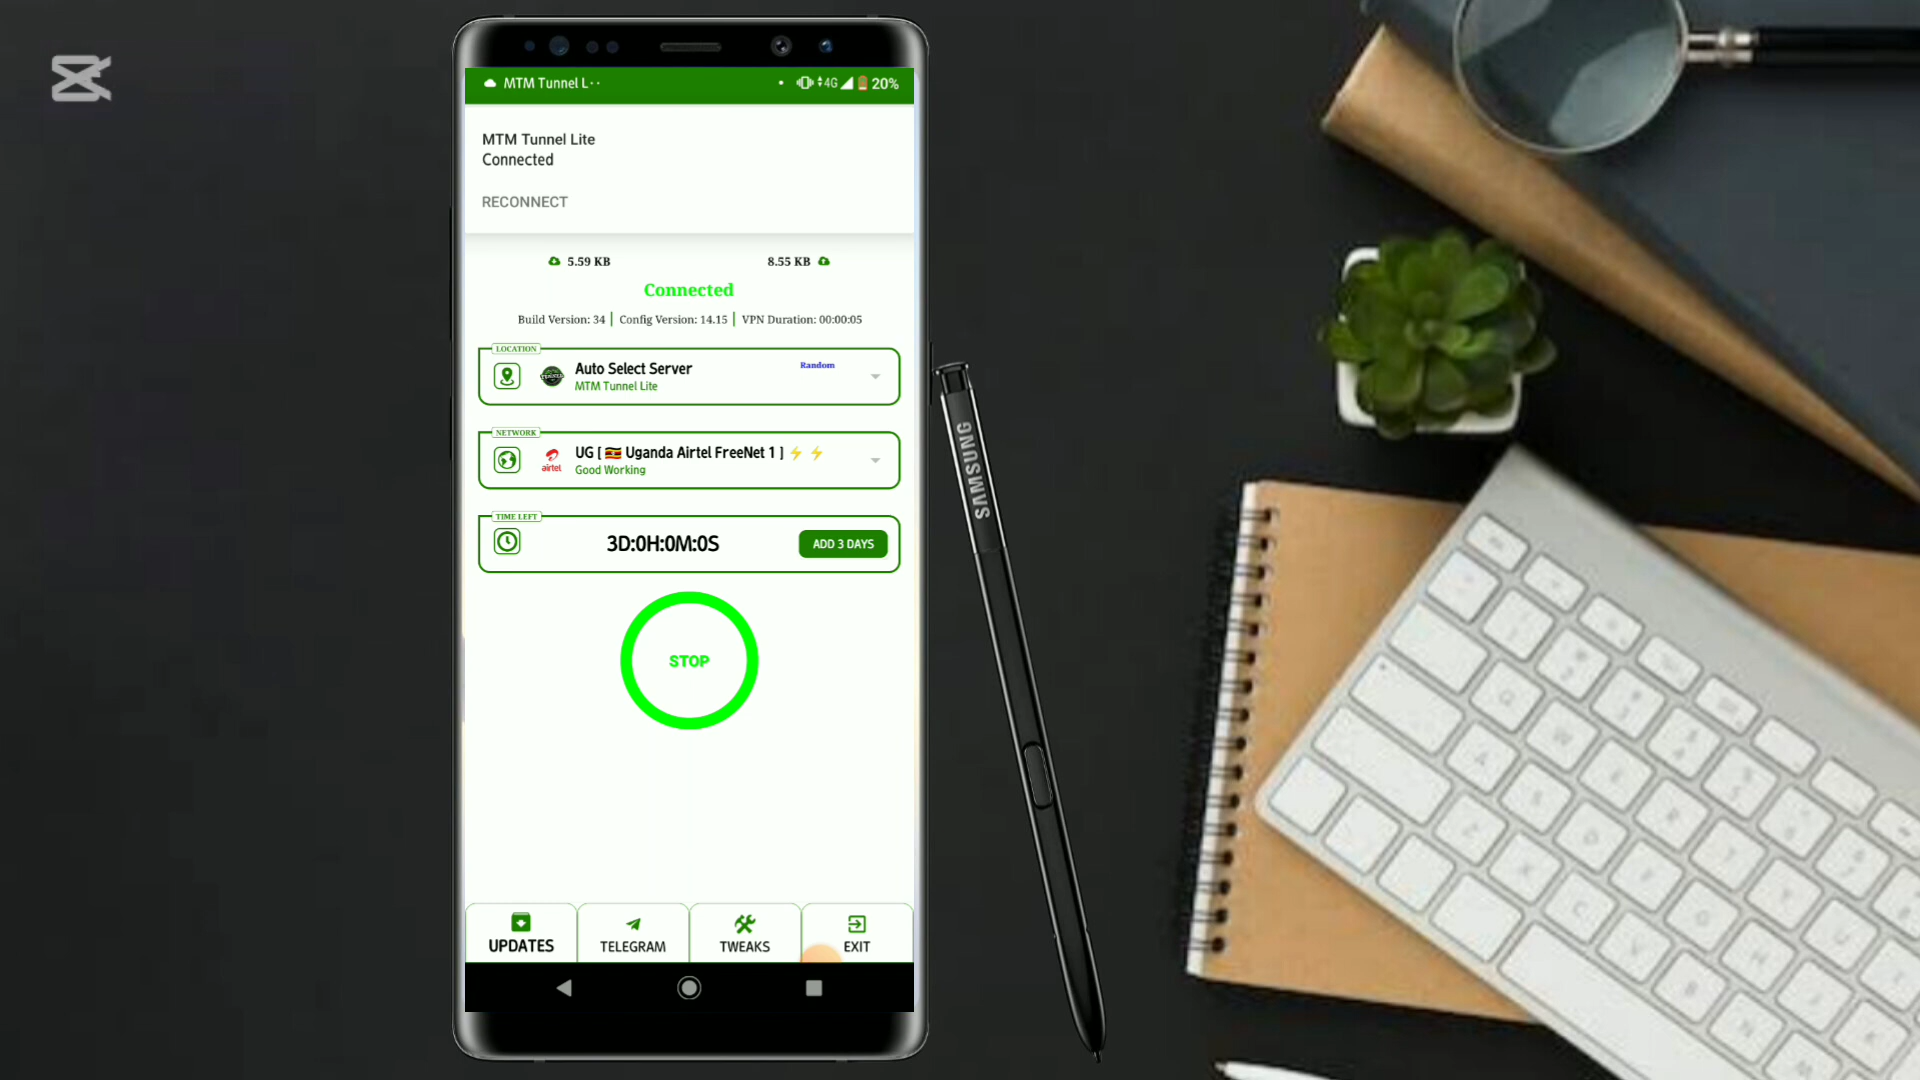 MTM Tunnel L··
4G 20%
MTM Tunnel Lite
Connected
RECONNECT
5.59 KB 8.55 KB
Connected
Build Version: 34 | Config Version: 14.15 | VPN Duration: 00:00:05
LOCATION
Auto Select Server Random
MTM Tunnel Lite
NETWORK
airtel
UG [ 🇺🇬 Uganda Airtel FreeNet 1 ] ⚡ ⚡
Good Working
TIME LEFT
3D:0H:0M:0S ADD 3 DAYS
STOP
UPDATES TELEGRAM TWEAKS EXIT
SAMSUNG